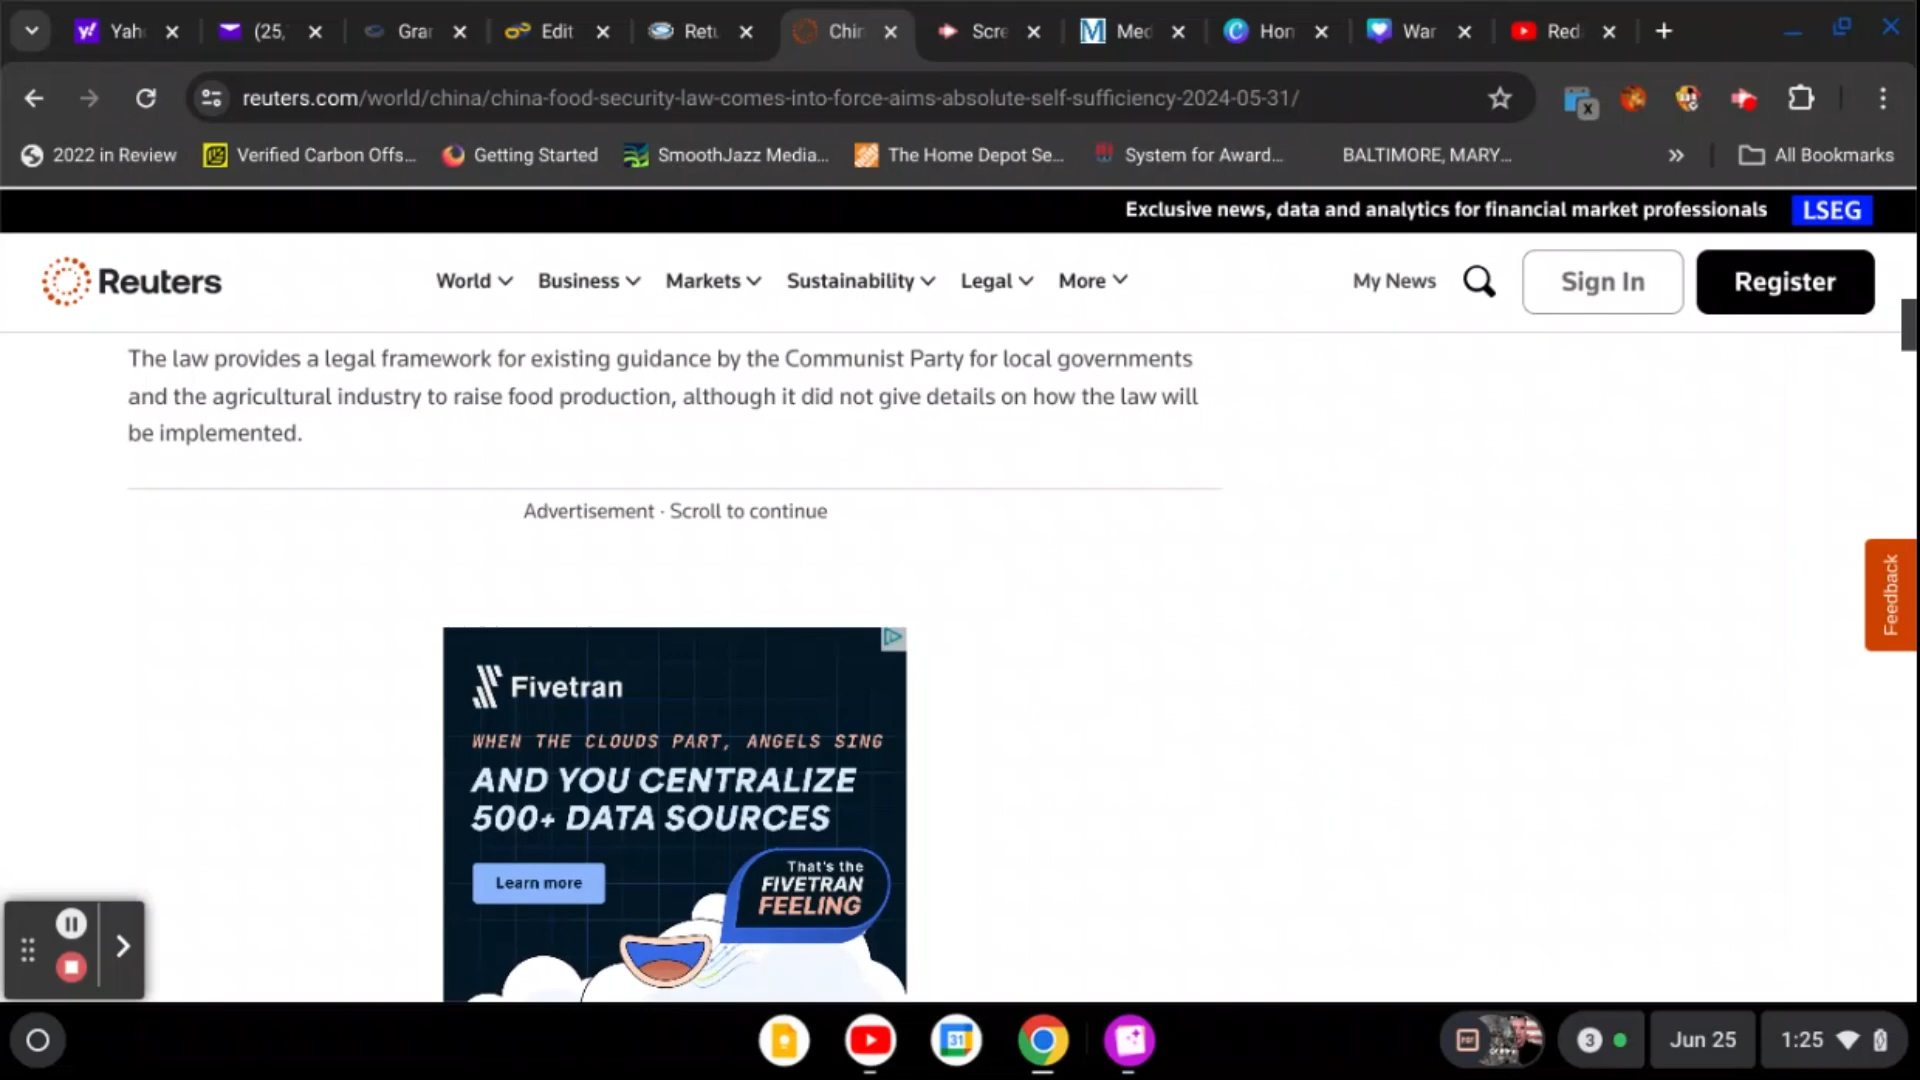 Yah
(25,
Grar
Edit
Retu
Chin
Scre
Med
Hon
War
Red
reuters.com/world/china/china-food-security-law-comes-into-force-aims-absolute-self-sufficiency-2024-05-31/
2022 in Review
Verified Carbon Offs...
Getting Started
SmoothJazz Media...
The Home Depot Se...
System for Award...
BALTIMORE, MARY...
All Bookmarks
Exclusive news, data and analytics for financial market professionals
LSEG
Reuters
World
Business
Markets
Sustainability
Legal
More
My News
Sign In
Register
The law provides a legal framework for existing guidance by the Communist Party for local governments
and the agricultural industry to raise food production, although it did not give details on how the law will
be implemented.
Advertisement · Scroll to continue
Feedback
Fivetran
WHEN THE CLOUDS PART, ANGELS SING
AND YOU CENTRALIZE
500+ DATA SOURCES
Learn more
That's the
FIVETRAN
FEELING
31
3
Jun 25
1:25